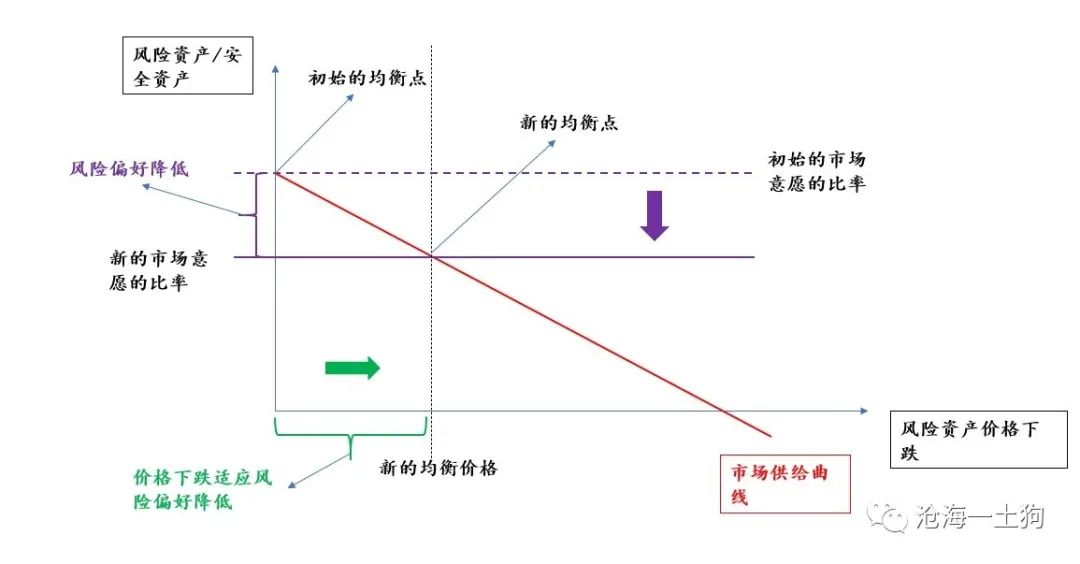 风险资产/安
全资产
初始的均衡点
新的均衡点
风险偏好降低
初始的市场
意愿的比率
新的市场意
愿的比率
风险资产价格下
跌
新的均衡价格
价格下跌适应风
险偏好降低
市场供给曲
线
沧海一土狗